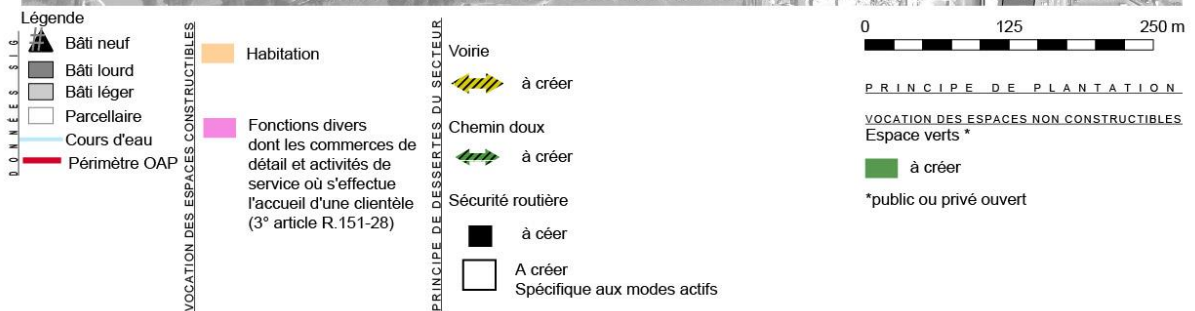 Légende
DONNÉES SIG
Bâti neuf
Bâti lourd
Bâti léger
Parcellaire
Cours d'eau
Périmètre OAP
VOCATION DES ESPACES CONSTRUCTIBLES
Habitation
Fonctions divers
dont les commerces de
détail et activités de
service où s'effectue
l'accueil d'une clientèle
(3° article R.151-28)
PRINCIPE DE DESSERTES DU SECTEUR
Voirie
à créer
Chemin doux
à créer
Sécurité routière
à céer
A créer
Spécifique aux modes actifs
0 125 250 m
PRINCIPE DE PLANTATION
VOCATION DES ESPACES NON CONSTRUCTIBLES
Espace verts *
à créer
*public ou privé ouvert